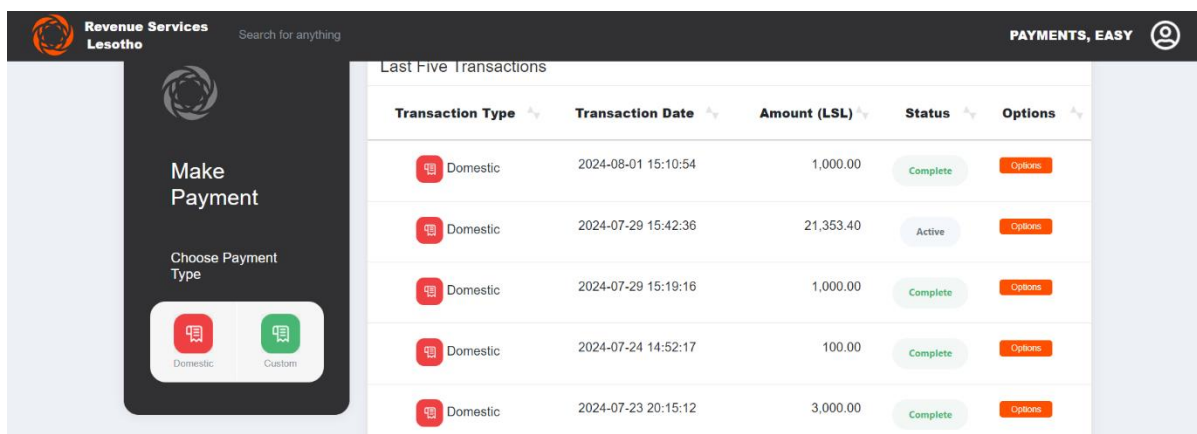 Revenue Services
Lesotho
Search for anything
PAYMENTS, EASY
Make
Payment
Choose Payment
Type
Domestic
Custom
Last Five Transactions
Transaction Type Transaction Date Amount (LSL) Status Options
Domestic 2024-08-01 15:10:54 1,000.00 Complete Options
Domestic 2024-07-29 15:42:36 21,353.40 Active Options
Domestic 2024-07-29 15:19:16 1,000.00 Complete Options
Domestic 2024-07-24 14:52:17 100.00 Complete Options
Domestic 2024-07-23 20:15:12 3,000.00 Complete Options